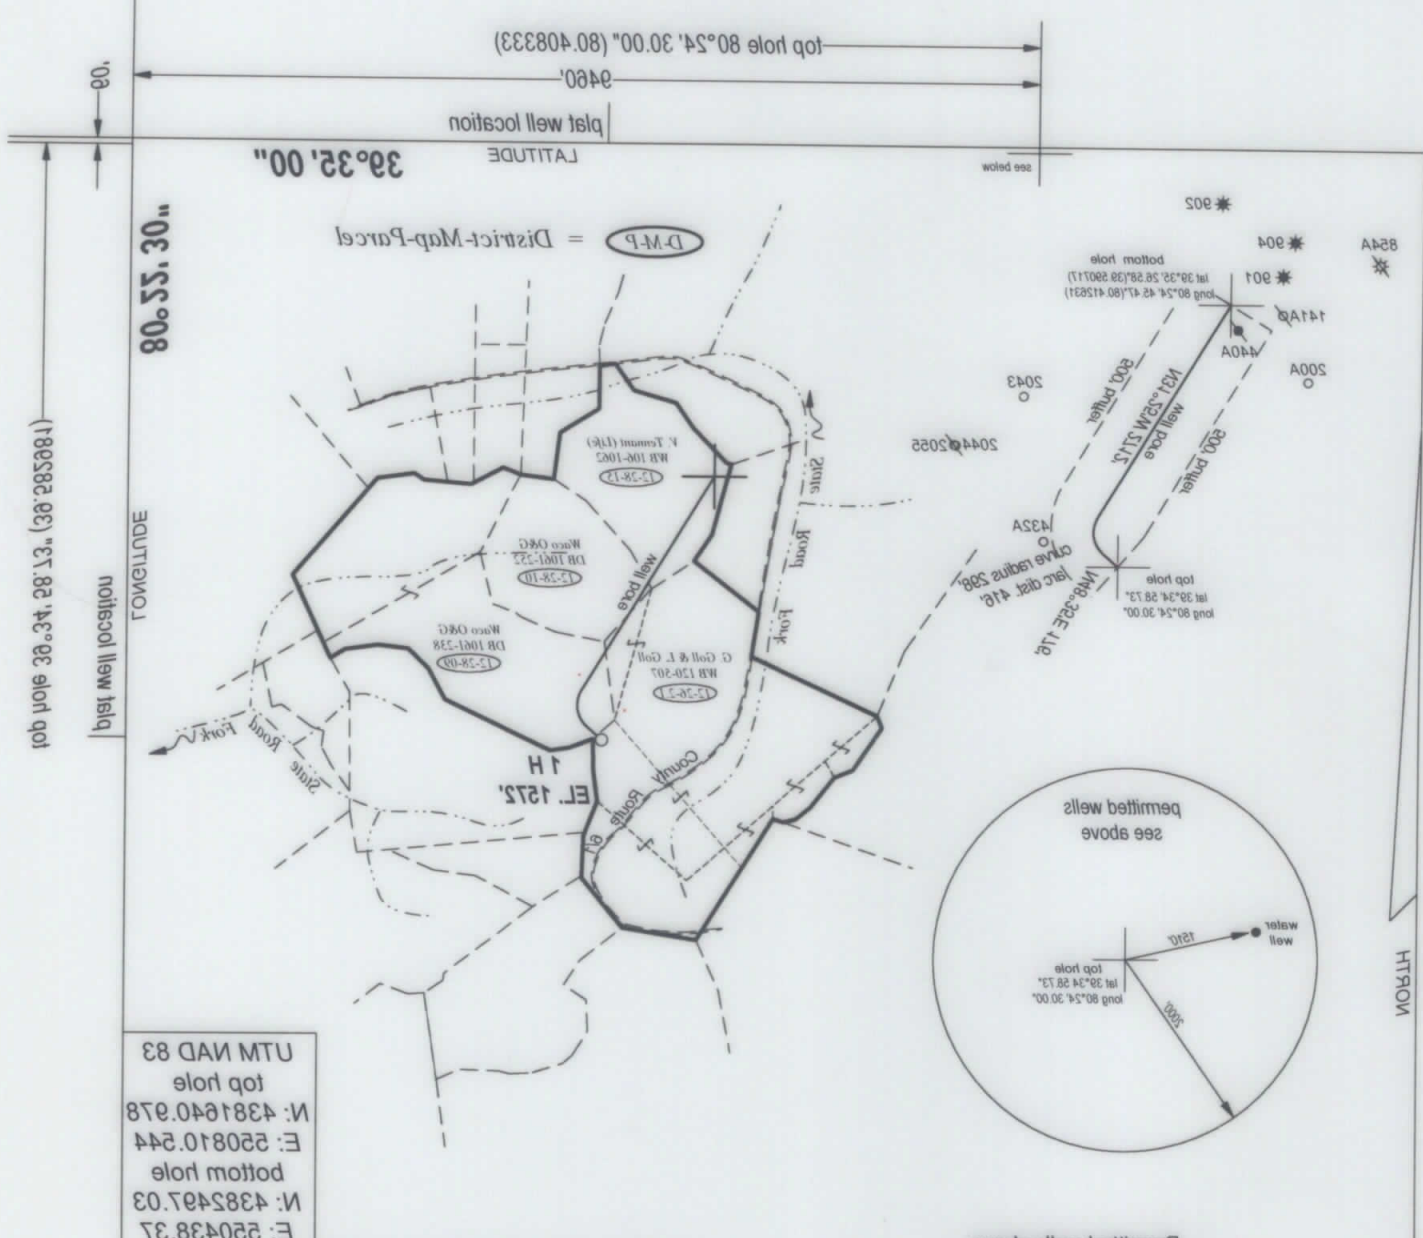 top hole 80°24' 30.00" (80.408333)
9460'
60'
plat well location
LATITUDE
39°35' 00"
see below
80°22' 30"
LONGITUDE
top hole 39°34' 58.73" (39.582981)
plat well location
D-M-P = District-Map-Parcel
902
904
901
854A
141A
440A
200A
2043
2044
2055
432A
bottom hole
lat 39°35' 26.58"(39.590717)
long 80°24' 45.47"(80.412631)
500' buffer
N31°25'W 2712'
well bore
500' buffer
curve radius 298'
/arc dist. 416'
N48°35'E 176'
top hole
lat 39°34' 58.73"
long 80°24' 30.00"
V. Tennant (Life)
WB 106-1062
12-28-15
Waco O&G
DB 1061-252
12-28-10
Waco O&G
DB 1061-238
12-28-09
well bore
G. Goll & L. Goll
WB 120-507
12-26-2.1
State
Road
Fork
State Road Fork
County Route 6/1
1 H
EL. 1572'
permitted wells
see above
water
well
1510'
2000'
top hole
lat 39°34 58.73"
long 80°24' 30.00"
NORTH
UTM NAD 83
top hole
N: 4381640.978
E: 550810.544
bottom hole
N: 4382497.03
E: 550438.37